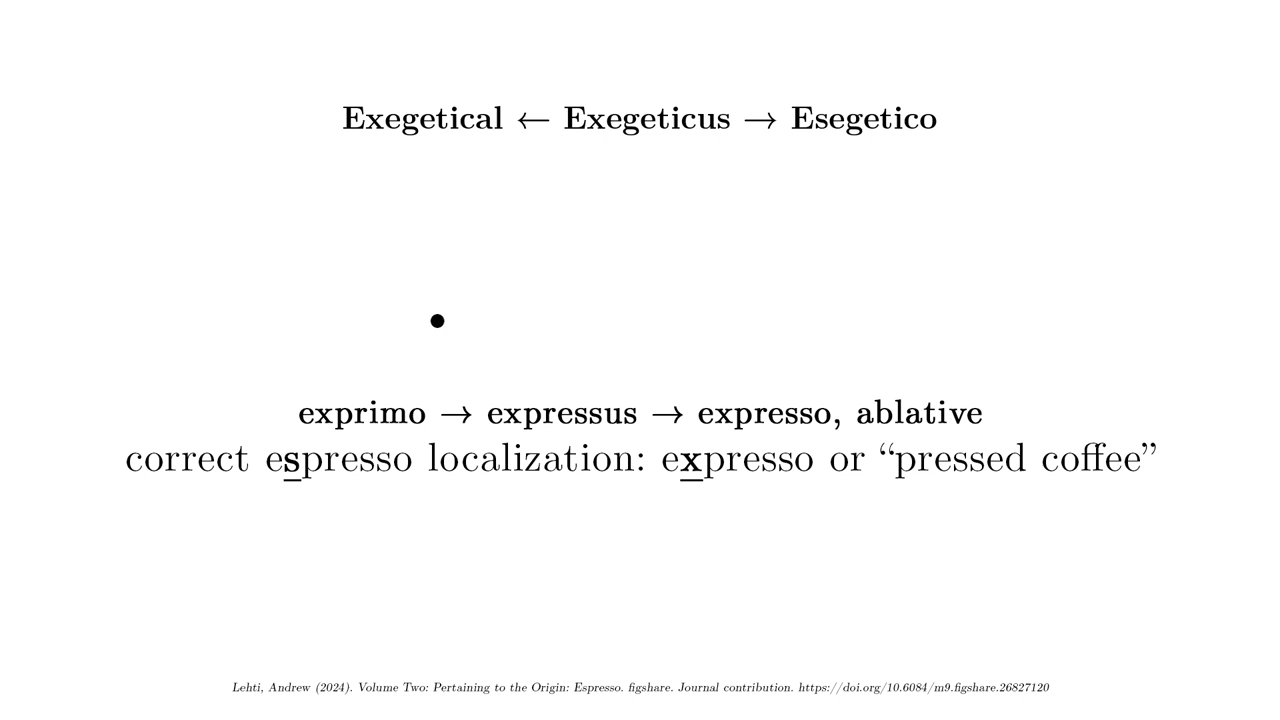 Exegetical ← Exegeticus → Esegetico
•
exprimo → expressus → expresso, ablative
correct espresso localization: expresso or “pressed coffee”
Lehti, Andrew (2024). Volume Two: Pertaining to the Origin: Espresso. figshare. Journal contribution. https://doi.org/10.6084/m9.figshare.26827120